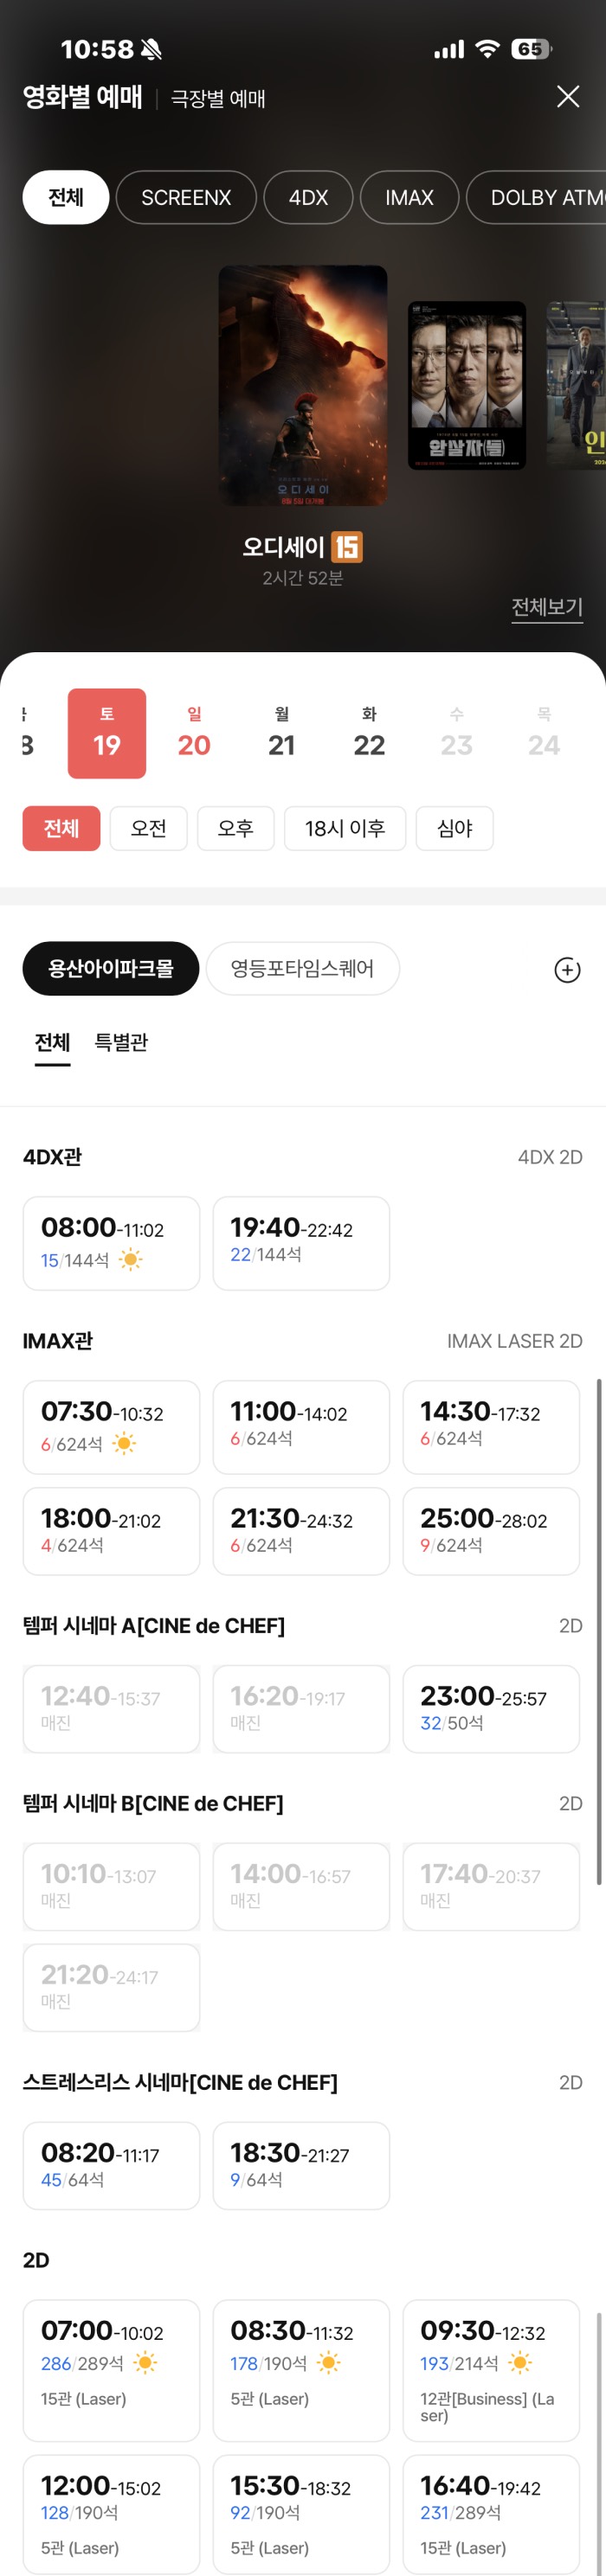 10:58
65
영화별 예매 | 극장별 예매
전체 SCREENX 4DX IMAX DOLBY ATM
암살자(들)
오디세이
8월 5일 대개봉
인
오디세이 15
2시간 52분
전체보기
토 일 월 화 수 목
19 20 21 22 23 24
전체 오전 오후 18시 이후 심야
용산아이파크몰 영등포타임스퀘어
전체 특별관
4DX관 4DX 2D
08:00-11:02 19:40-22:42
15/144석 22/144석
IMAX관 IMAX LASER 2D
07:30-10:32 11:00-14:02 14:30-17:32
6/624석 6/624석 6/624석
18:00-21:02 21:30-24:32 25:00-28:02
4/624석 6/624석 9/624석
템퍼 시네마 A[CINE de CHEF] 2D
12:40-15:37 16:20-19:17 23:00-25:57
매진 매진 32/50석
템퍼 시네마 B[CINE de CHEF] 2D
10:10-13:07 14:00-16:57 17:40-20:37
매진 매진 매진
21:20-24:17
매진
스트레스리스 시네마[CINE de CHEF] 2D
08:20-11:17 18:30-21:27
45/64석 9/64석
2D
07:00-10:02 08:30-11:32 09:30-12:32
286/289석 178/190석 193/214석
15관 (Laser) 5관 (Laser) 12관[Business] (La
ser)
12:00-15:02 15:30-18:32 16:40-19:42
128/190석 92/190석 231/289석
5관 (Laser) 5관 (Laser) 15관 (Laser)